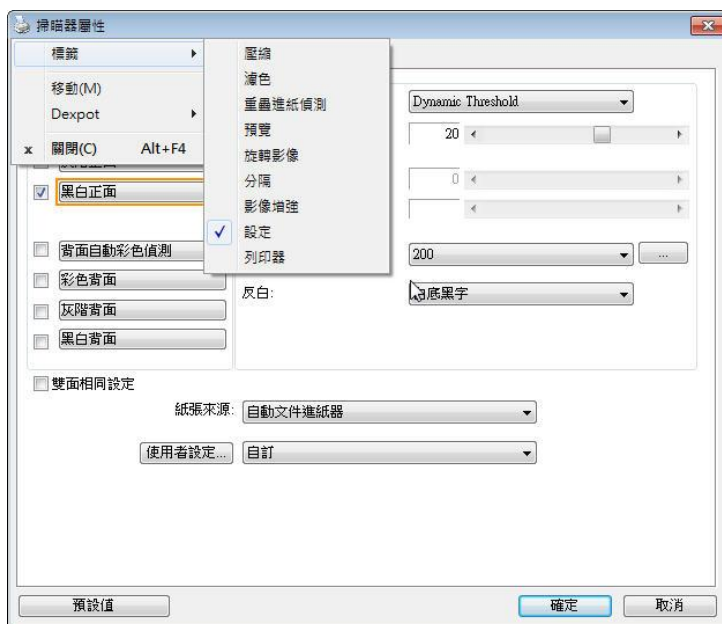 掃瞄器屬性
標籤
移動(M)
Dexpot
x 關閉(C) Alt+F4
壓縮
濾色
重疊進紙偵測
預覽
旋轉影像
分隔
影像增強
設定
列印器
Dynamic Threshold
20
黑白正面
0
背面自動彩色偵測
200
...
彩色背面
反白:
底黑字
灰階背面
黑白背面
雙面相同設定
紙張來源:
自動文件進紙器
使用者設定...
自訂
預設值
確定
取消